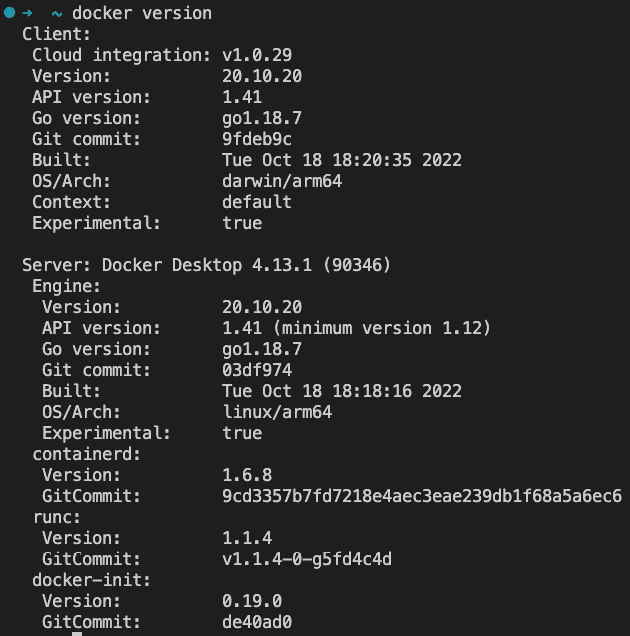 ➜  ~ docker version
Client:
 Cloud integration: v1.0.29
 Version:           20.10.20
 API version:       1.41
 Go version:        go1.18.7
 Git commit:        9fdeb9c
 Built:             Tue Oct 18 18:20:35 2022
 OS/Arch:           darwin/arm64
 Context:           default
 Experimental:      true

Server: Docker Desktop 4.13.1 (90346)
 Engine:
  Version:          20.10.20
  API version:      1.41 (minimum version 1.12)
  Go version:       go1.18.7
  Git commit:       03df974
  Built:            Tue Oct 18 18:18:16 2022
  OS/Arch:          linux/arm64
  Experimental:     true
 containerd:
  Version:          1.6.8
  GitCommit:        9cd3357b7fd7218e4aec3eae239db1f68a5a6ec6
 runc:
  Version:          1.1.4
  GitCommit:        v1.1.4-0-g5fd4c4d
 docker-init:
  Version:          0.19.0
  GitCommit:        de40ad0